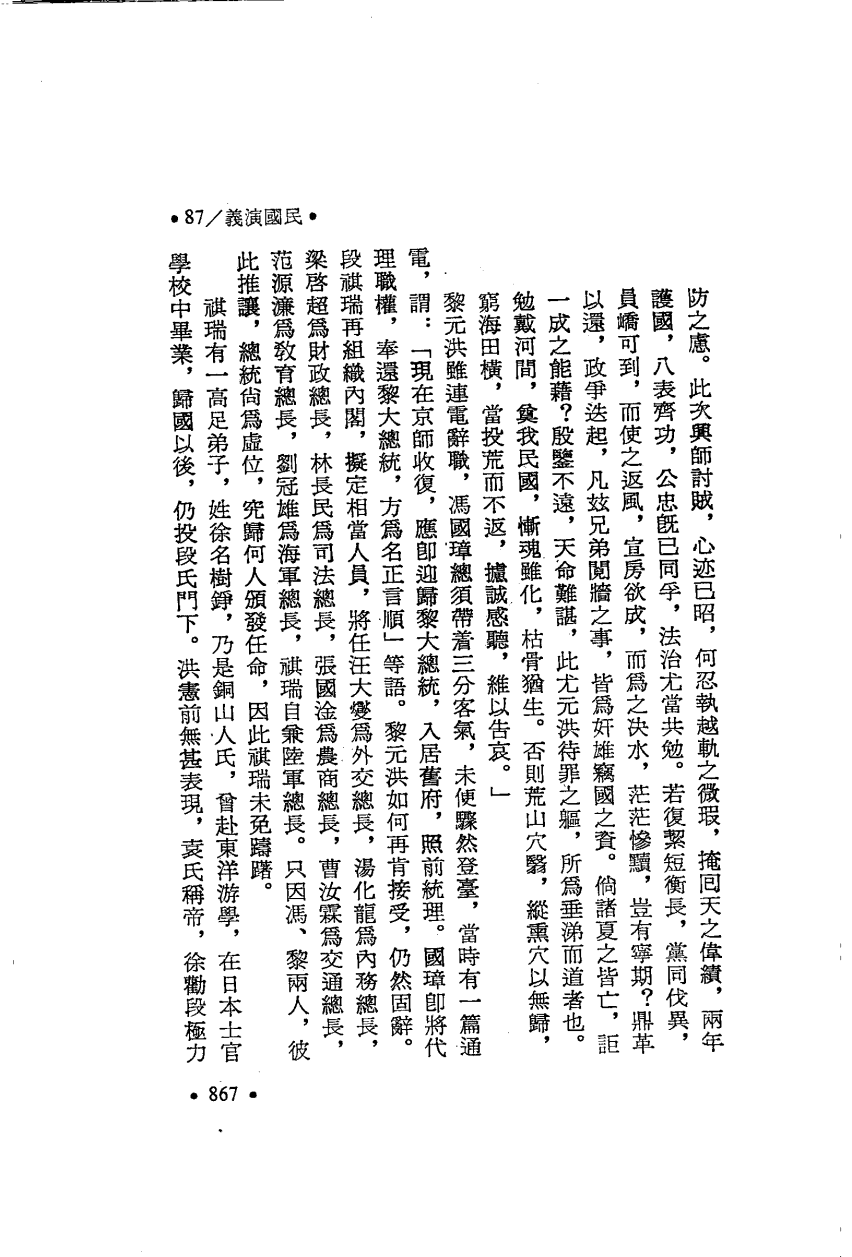 •87／義演國民•
防之慮。此次興師討賊，心迹已昭，何忍執越軌之微瑕，掩回天之偉績，兩年
護國，八表齊功，公忠旣已同孚，法治尤當共勉。若復絜短衡長，黨同伐異，
員嶠可到，而使之返風，宣房欲成，而爲之決水，茫茫慘黷，豈有寧期？鼎革
以還，政爭迭起，凡玆兄弟鬩牆之事，皆爲奸雄竊國之資。倘諸夏之皆亡，詎
一成之能藉？殷鑒不遠，天命難諶，此尤元洪待罪之軀，所爲垂涕而道者也。
勉戴河間，奠我民國，慚魂雖化，枯骨猶生。否則荒山穴翳，縱熏穴以無歸，
窮海田橫，當投荒而不返，攄誠感聽，維以告哀。」
黎元洪雖連電辭職，馮國璋總須帶着三分客氣，未便驟然登臺，當時有一篇通
電，謂：「現在京師收復，應卽迎歸黎大總統，入居舊府，照前統理。國璋卽將代
理職權，奉還黎大總統，方爲名正言順」等語。黎元洪如何再肯接受，仍然固辭。
段祺瑞再組織內閣，擬定相當人員，將任汪大燮爲外交總長，湯化龍爲內務總長，
梁啓超爲財政總長，林長民爲司法總長，張國淦爲農商總長，曹汝霖爲交通總長，
范源濂爲敎育總長，劉冠雄爲海軍總長，祺瑞自兼陸軍總長。只因馮、黎兩人，彼
此推讓，總統尙爲虛位，究歸何人頒發任命，因此祺瑞未免躊躇。
祺瑞有一高足弟子，姓徐名樹錚，乃是銅山人氏，曾赴東洋游學，在日本士官
學校中畢業，歸國以後，仍投段氏門下。洪憲前無甚表現，袁氏稱帝，徐勸段極力
•867•